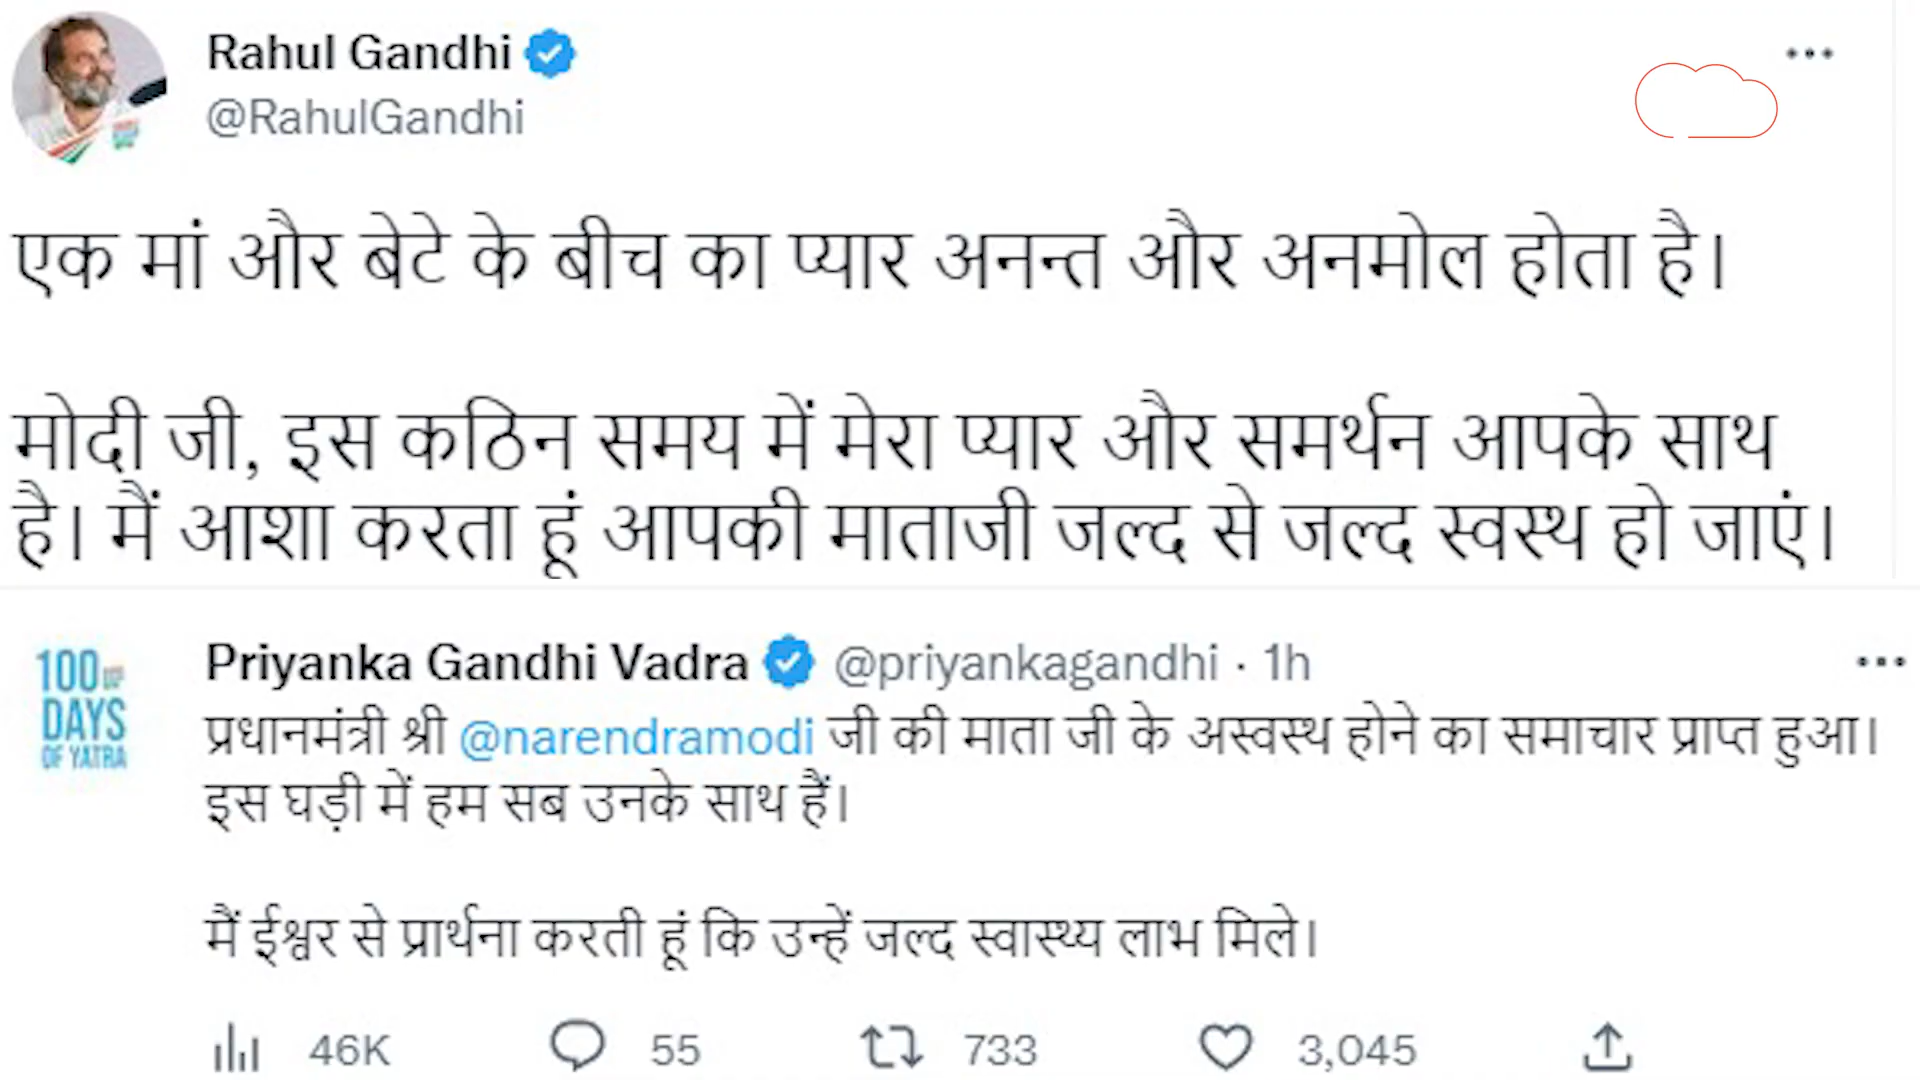 Rahul Gandhi
@RahulGandhi
एक मां और बेटे के बीच का प्यार अनन्त और अनमोल होता है।
मोदी जी, इस कठिन समय में मेरा प्यार और समर्थन आपके साथ
है। मैं आशा करता हूं आपकी माताजी जल्द से जल्द स्वस्थ हो जाएं।
100
DAYS
OF YATRA
Priyanka Gandhi Vadra @priyankagandhi · 1h
प्रधानमंत्री श्री @narendramodi जी की माता जी के अस्वस्थ होने का समाचार प्राप्त हुआ।
इस घड़ी में हम सब उनके साथ हैं।
मैं ईश्वर से प्रार्थना करती हूं कि उन्हें जल्द स्वास्थ्य लाभ मिले।
46K 55 733 3,045